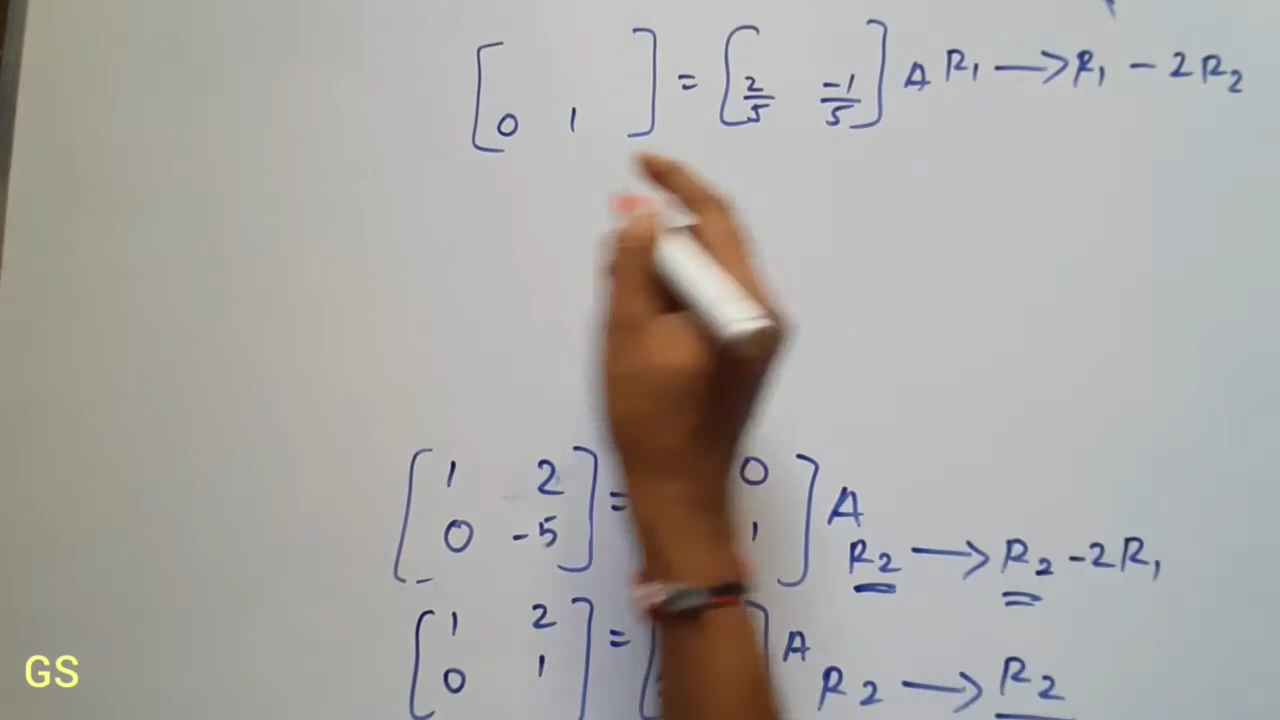 [ 0 1 ] = [ 2/5 -1/5 ] A R1 → R1 - 2R2
[ 1 2 ] = 0 ] A
[ 0 -5 ] 1 ] R2 → R2 - 2R1
[ 1 2 ] = [ ] A
[ 0 1 ] R2 → R2
GS